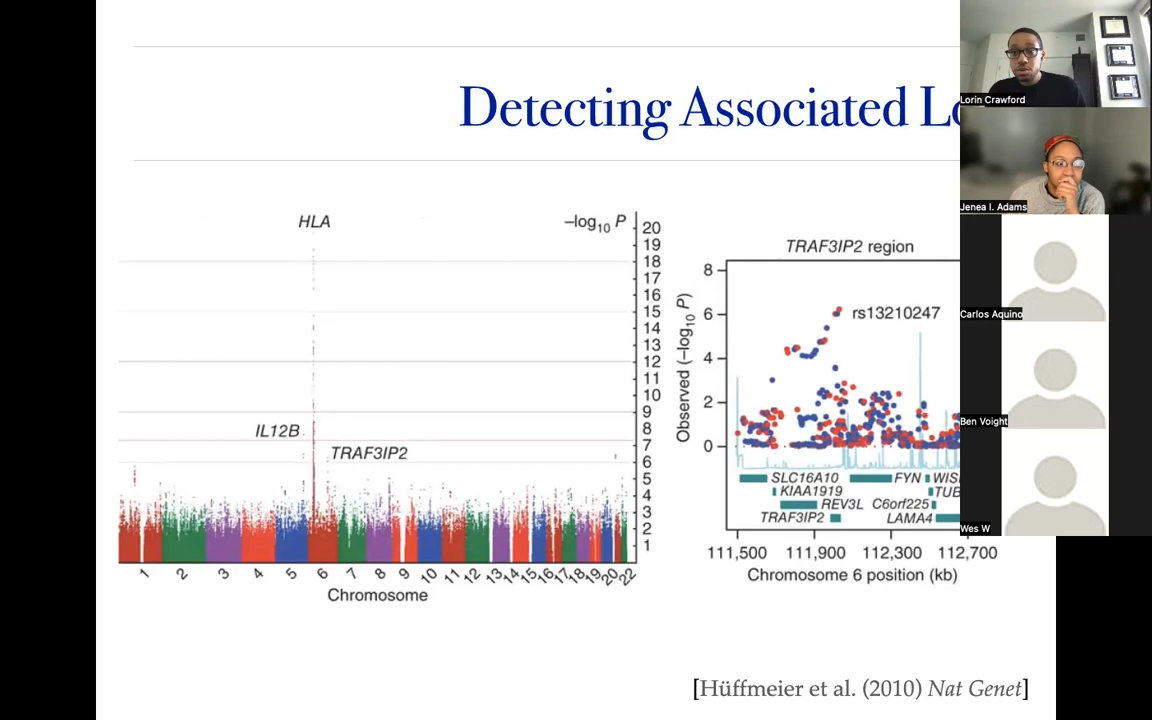 Detecting Associated Lo
HLA
–log10 P
20
19
18
17
16
15
14
13
12
11
10
9
8
7
6
5
4
3
2
1
IL12B
TRAF3IP2
1 2 3 4 5 6 7 8 9 10 11 12 13 14 15 16 17 18 19 20 22
Chromosome
TRAF3IP2 region
Observed (–log10 P)
8
6
4
2
0
rs13210247
SLC16A10 FYN WIS
KIAA1919 TUB
REV3L C6orf225
TRAF3IP2 LAMA4
111,500 111,900 112,300 112,700
Chromosome 6 position (kb)
[Hüffmeier et al. (2010) Nat Genet]
Lorin Crawford
Jenea I. Adams
Carlos Aquino
Ben Voight
Wes W